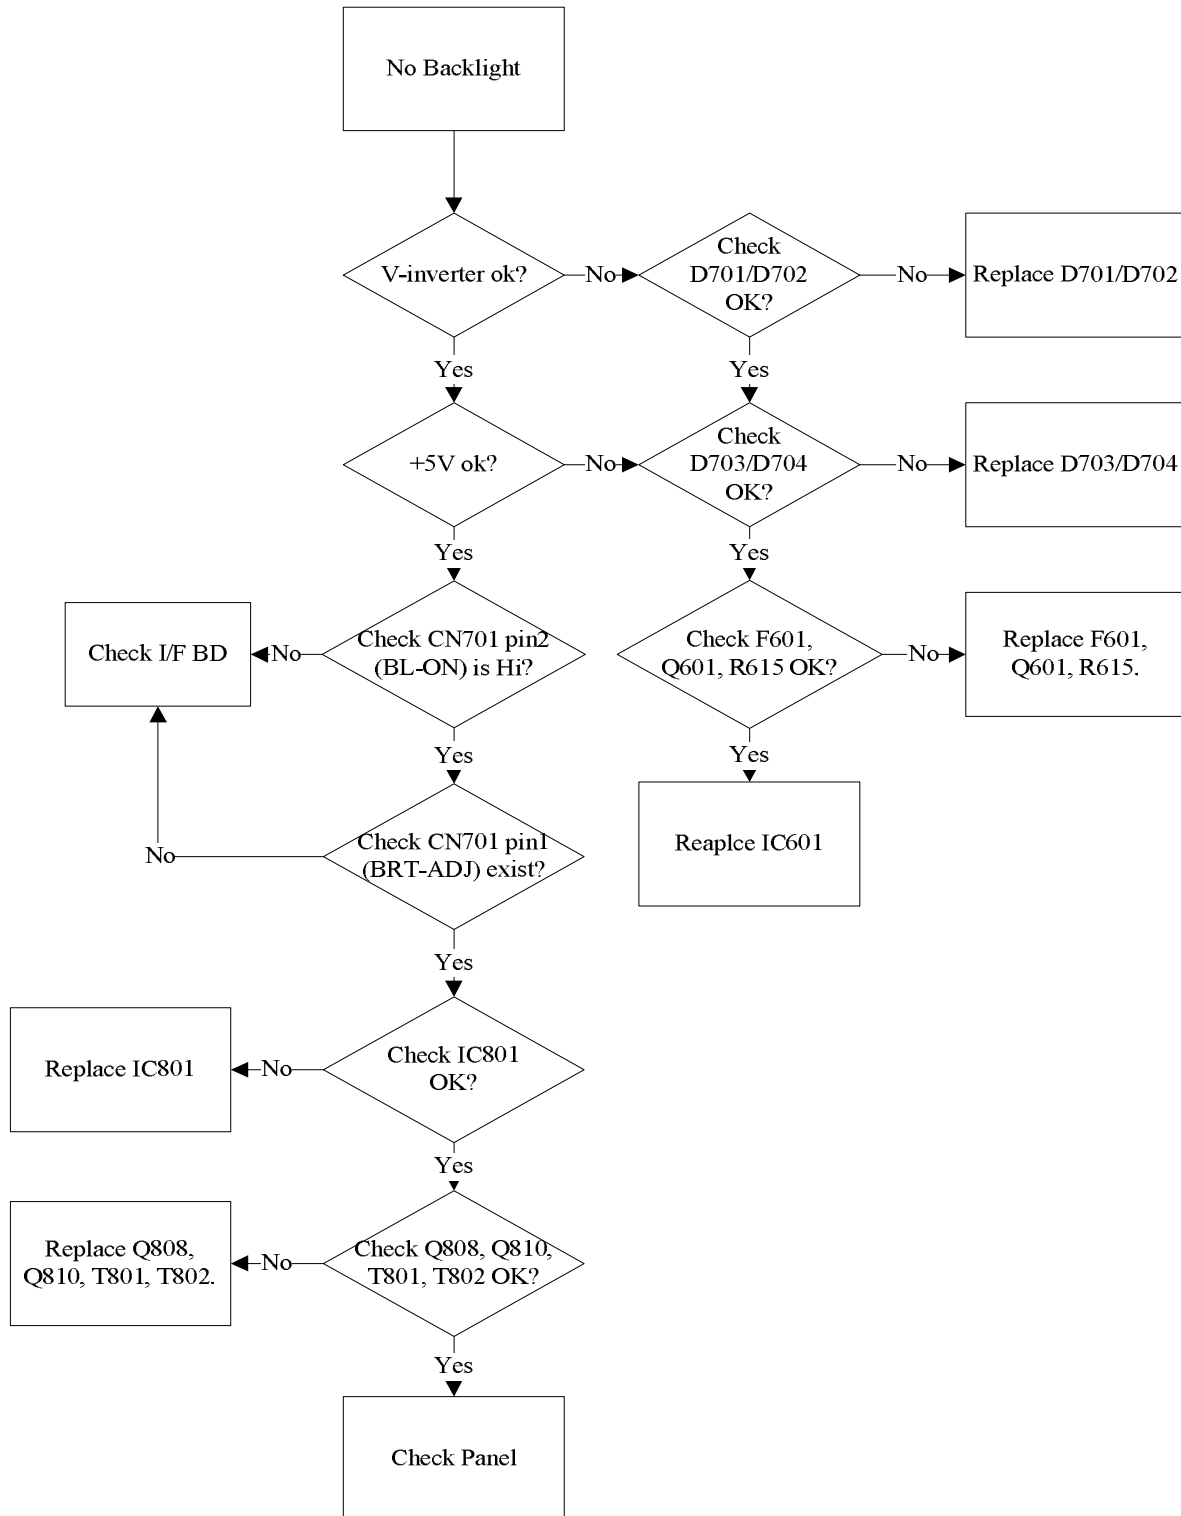 No Backlight
V-inverter ok?
No
Check
D701/D702
OK?
No
Replace D701/D702
Yes
Yes
+5V ok?
No
Check
D703/D704
OK?
No
Replace D703/D704
Yes
Yes
Check I/F BD
No
Check CN701 pin2
(BL-ON) is Hi?
Check F601,
Q601, R615 OK?
No
Replace F601,
Q601, R615.
Yes
Yes
No
Check CN701 pin1
(BRT-ADJ) exist?
Reaplce IC601
Yes
Replace IC801
No
Check IC801
OK?
Yes
Replace Q808,
Q810, T801, T802.
No
Check Q808, Q810,
T801, T802 OK?
Yes
Check Panel